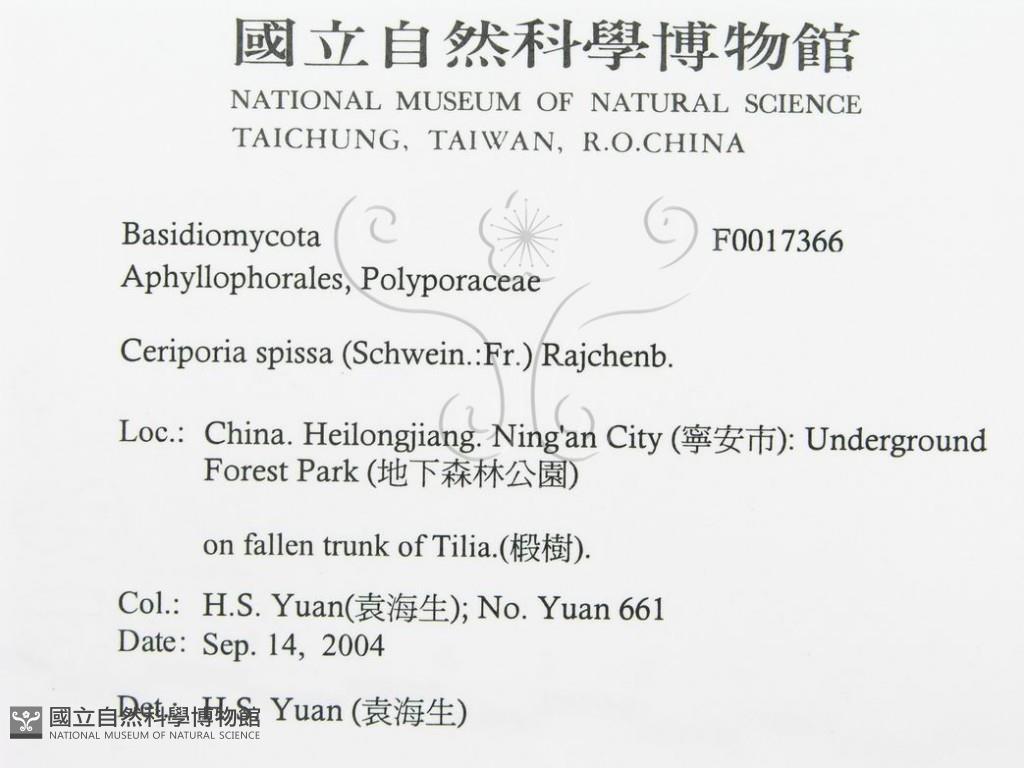 國立自然科學博物館
NATIONAL MUSEUM OF NATURAL SCIENCE
TAICHUNG, TAIWAN, R.O.CHINA
Basidiomycota F0017366
Aphyllophorales, Polyporaceae
Ceriporia spissa (Schwein.:Fr.) Rajchenb.
Loc.: China. Heilongjiang. Ning'an City (寧安市): Underground
Forest Park (地下森林公園)
on fallen trunk of Tilia.(椴樹).
Col.: H.S. Yuan(袁海生); No. Yuan 661
Date: Sep. 14, 2004
Det.: H.S. Yuan (袁海生)
國立自然科學博物館
NATIONAL MUSEUM OF NATURAL SCIENCE